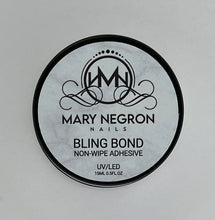 MN
MARY NEGRON
NAILS
BLING BOND
NON-WIPE ADHESIVE
UV/LED
15ML 0.5FL.OZ